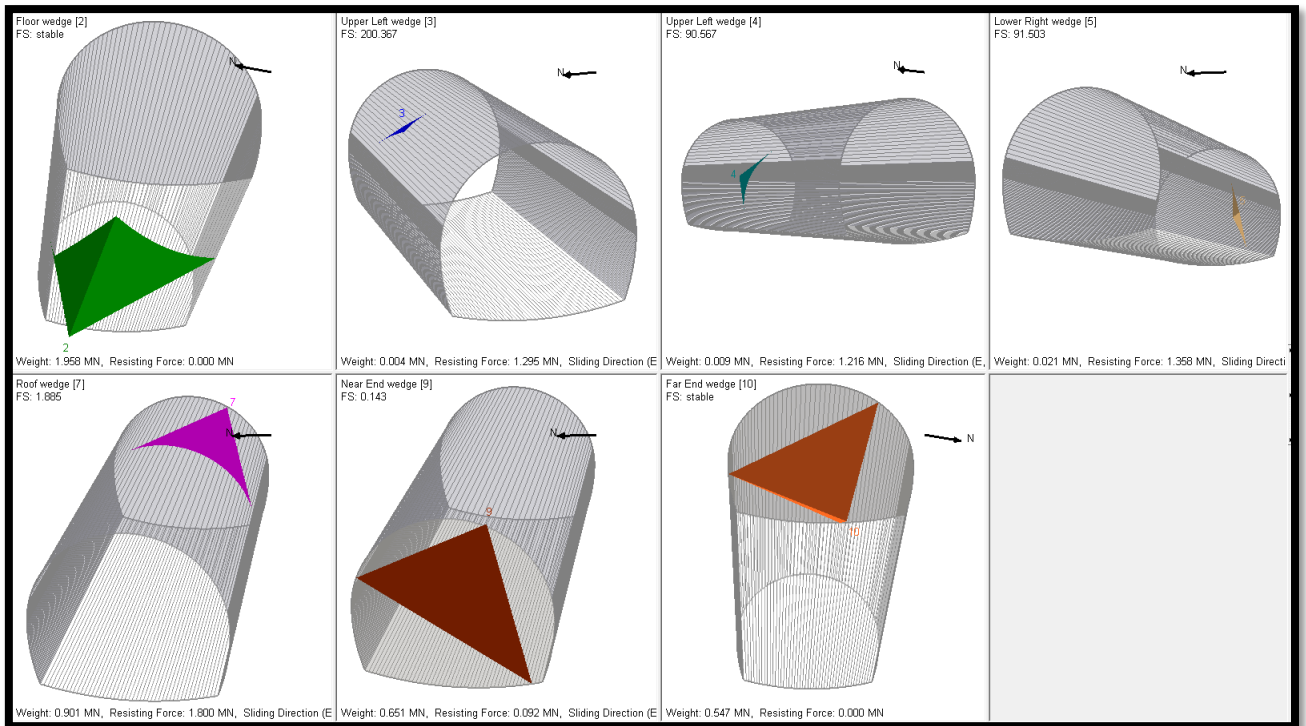 Floor wedge [2]
FS: stable
N
2
Weight: 1.958 MN, Resisting Force: 0.000 MN
Upper Left wedge [3]
FS: 200.367
N
3
Weight: 0.004 MN, Resisting Force: 1.295 MN, Sliding Direction (E
Upper Left wedge [4]
FS: 90.567
N
4
Weight: 0.009 MN, Resisting Force: 1.216 MN, Sliding Direction (E,
Lower Right wedge [5]
FS: 91.503
N
Weight: 0.021 MN, Resisting Force: 1.358 MN, Sliding Directi
Roof wedge [7]
FS: 1.885
7
N
Weight: 0.901 MN, Resisting Force: 1.800 MN, Sliding Direction (E
Near End wedge [9]
FS: 0.143
N
9
Weight: 0.651 MN, Resisting Force: 0.092 MN, Sliding Direction (E
Far End wedge [10]
FS: stable
N
10
Weight: 0.547 MN, Resisting Force: 0.000 MN